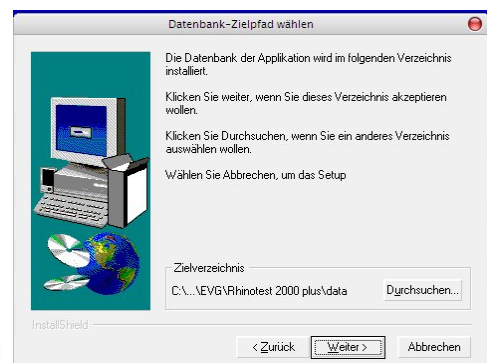 Datenbank-Zielpfad wählen
Die Datenbank der Applikation wird im folgenden Verzeichnis
installiert.
Klicken Sie weiter, wenn Sie dieses Verzeichnis akzeptieren
wollen.
Klicken Sie Durchsuchen, wenn Sie ein anderes Verzeichnis
auswählen wollen.
Wählen Sie Abbrechen, um das Setup
Zielverzeichnis
C:\...\EVG\Rhinotest 2000 plus\data
Durchsuchen...
InstallShield
< Zurück
Weiter >
Abbrechen